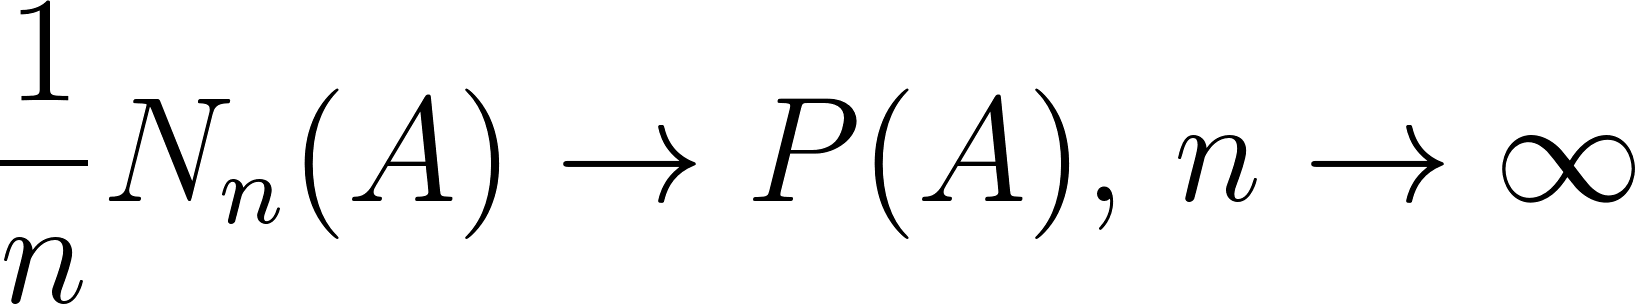 \frac{1}{n} N_n(A) \to P(A), \, n \to \infty